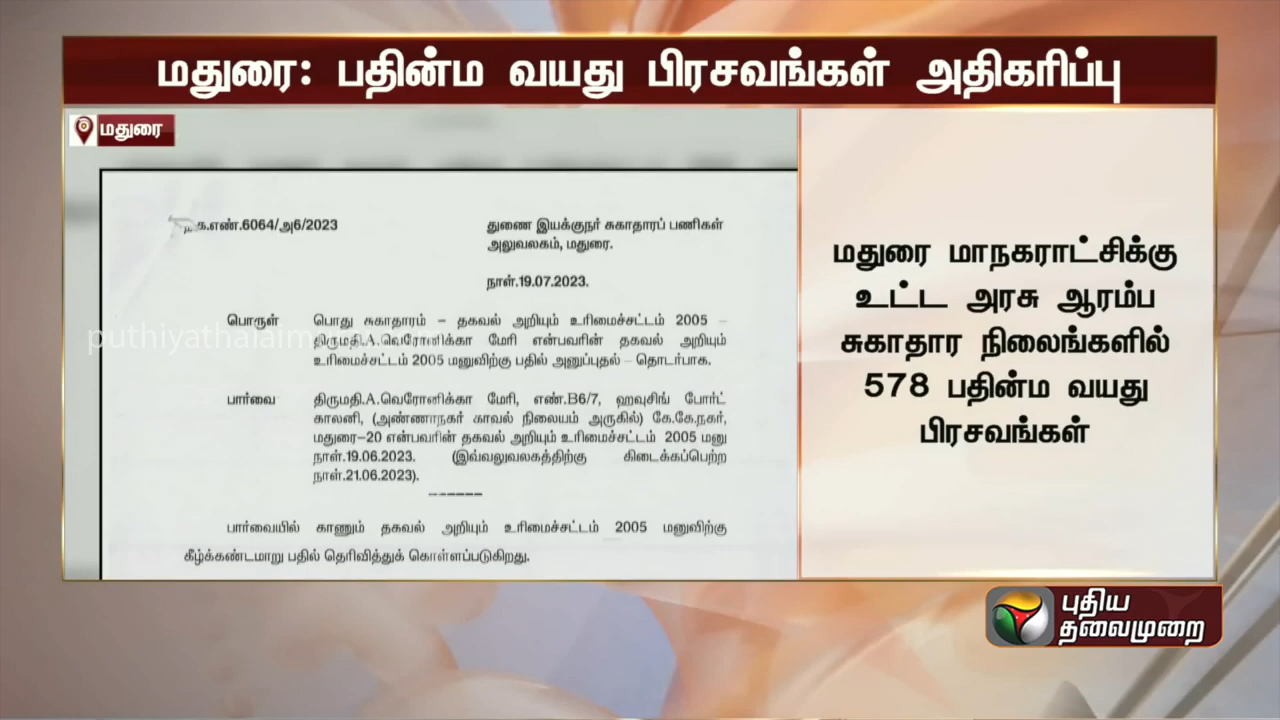 மதுரை: பதின்ம வயது பிரசவங்கள் அதிகரிப்பு
மதுரை
ந.க.எண்.6064/அ6/2023
துணை இயக்குநர் சுகாதாரப் பணிகள்
அலுவலகம், மதுரை.
நாள்.19.07.2023.
பொருள் பொது சுகாதாரம் – தகவல் அறியும் உரிமைச்சட்டம் 2005 –
திருமதி.A.வெரோனிக்கா மேரி என்பவரின் தகவல் அறியும்
உரிமைச்சட்டம் 2005 மனுவிற்கு பதில் அனுப்புதல் – தொடர்பாக.
பார்வை திருமதி.A.வெரோனிக்கா மேரி, எண்.B6/7, ஹவுசிங் போர்ட்
காலனி, (அண்ணாநகர் காவல் நிலையம் அருகில்) கே.கே.நகர்,
மதுரை–20 என்பவரின் தகவல் அறியும் உரிமைச்சட்டம் 2005 மனு
நாள்.19.06.2023. (இவ்வலுவலகத்திற்கு கிடைக்கப்பெற்ற
நாள்.21.06.2023).
------
பார்வையில் காணும் தகவல் அறியும் உரிமைச்சட்டம் 2005 மனுவிற்கு
கீழ்க்கண்டமாறு பதில் தெரிவித்துக் கொள்ளப்படுகிறது.
மதுரை மாநகராட்சிக்கு
உட்ட அரசு ஆரம்ப
சுகாதார நிலைங்களில்
578 பதின்ம வயது
பிரசவங்கள்
புதிய
தலைமுறை